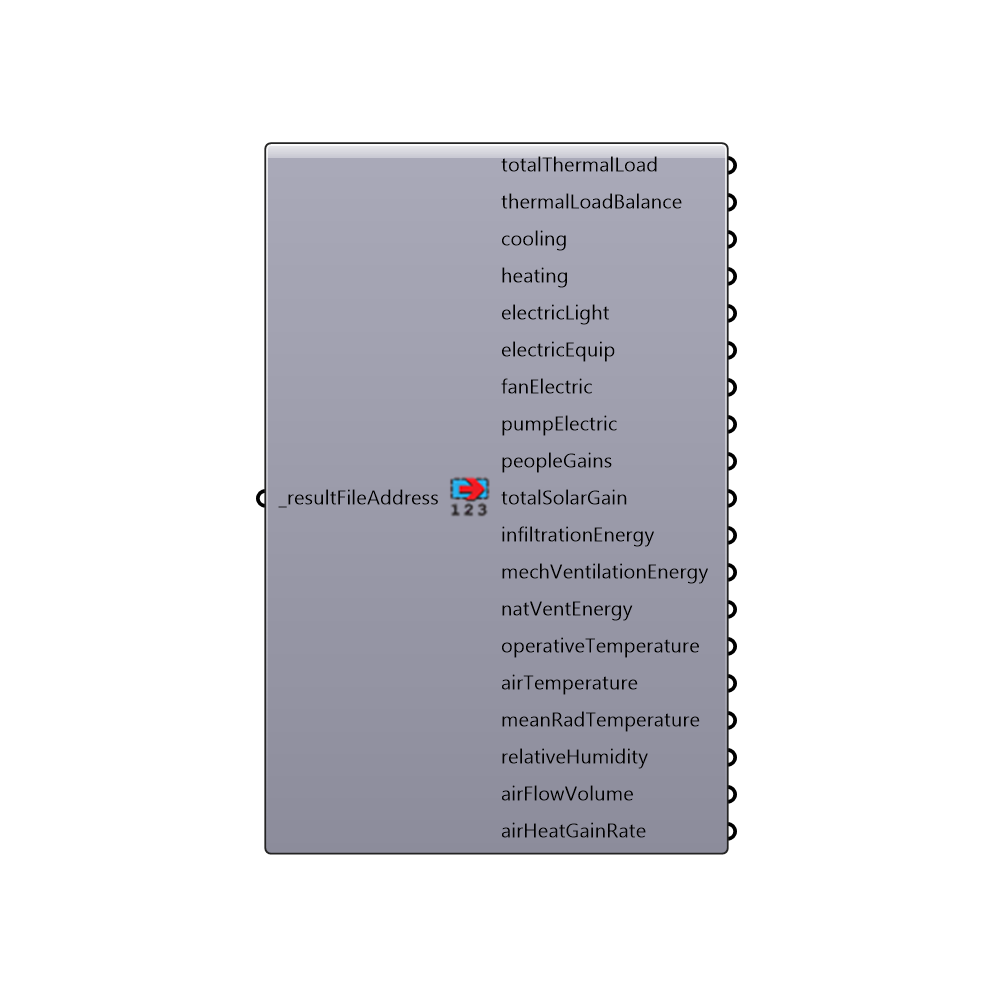 totalThermalLoad
thermalLoadBalance
cooling
heating
electricLight
electricEquip
fanElectric
pumpElectric
peopleGains
_resultFileAddress
123
totalSolarGain
infiltrationEnergy
mechVentilationEnergy
natVentEnergy
operativeTemperature
airTemperature
meanRadTemperature
relativeHumidity
airFlowVolume
airHeatGainRate